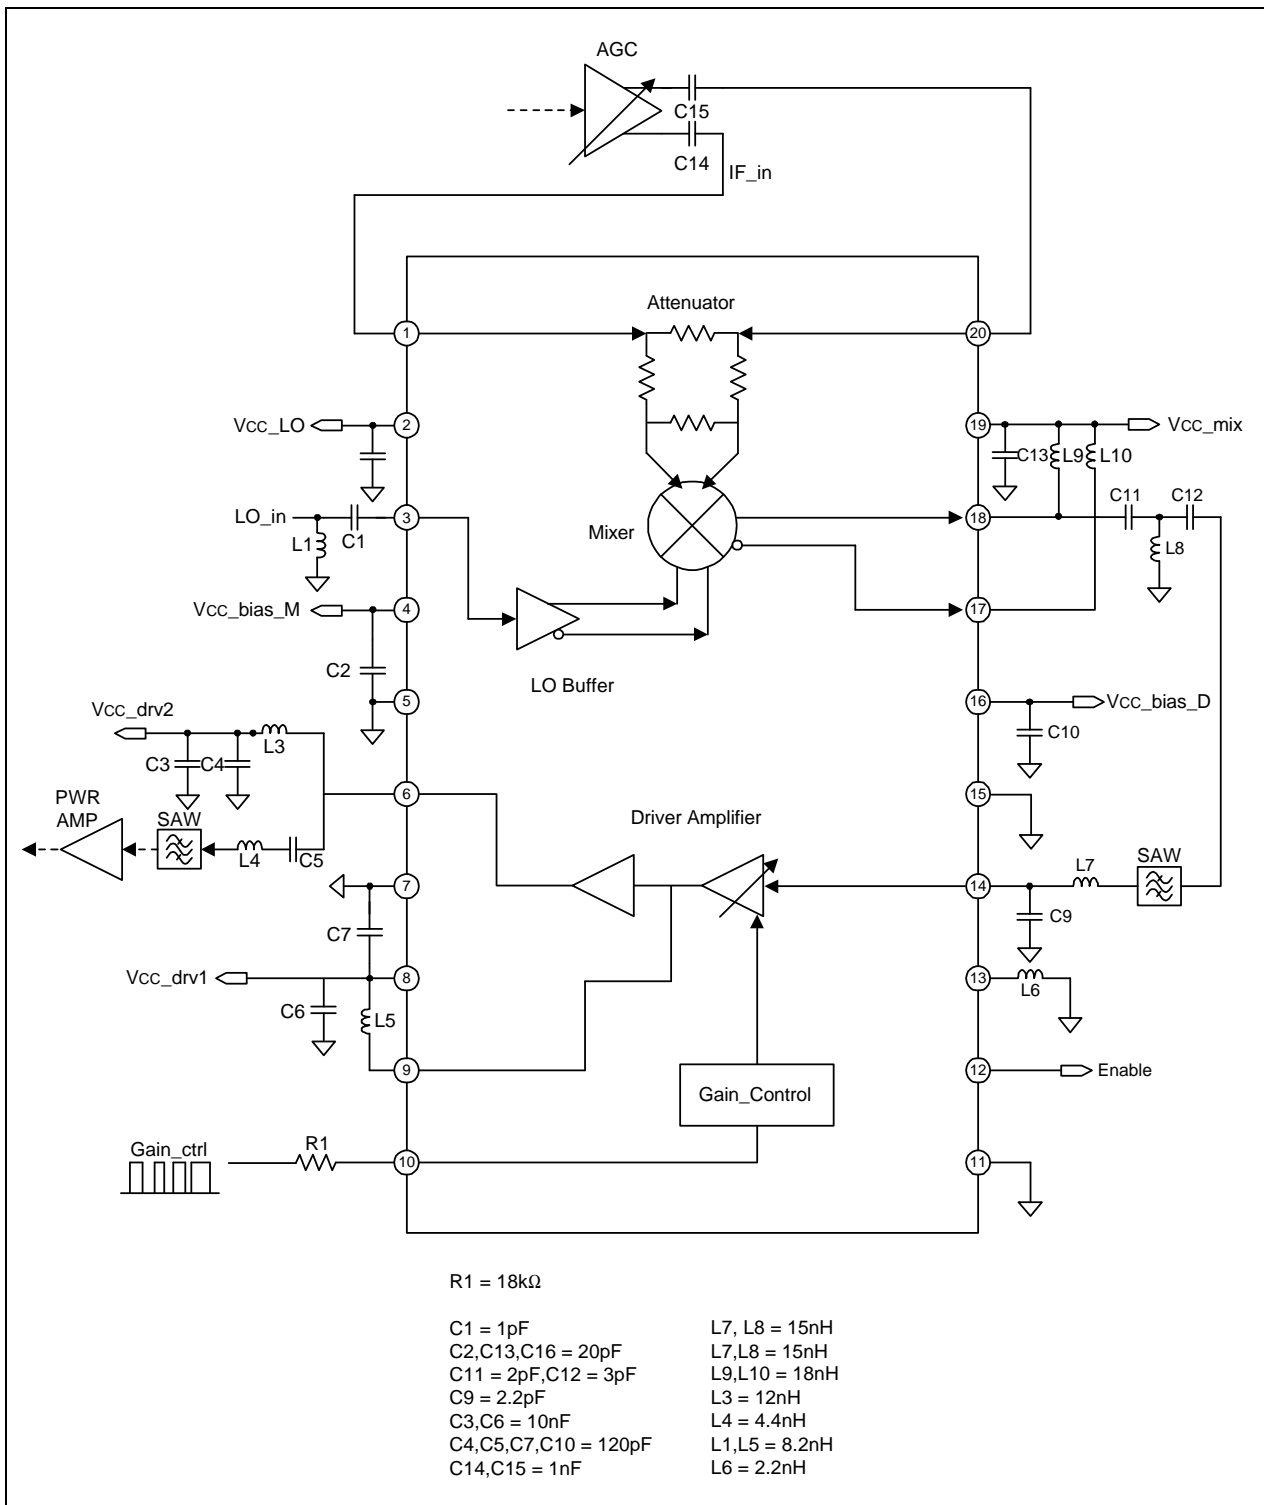 AGC
C15
C14
IF_in
Attenuator
1
20
VCC_LO
2
19
VCC_mix
C13
L9
L10
C11
C12
LO_in
C1
3
18
L1
Mixer
L8
VCC_bias_M
4
17
C2
LO Buffer
5
16
VCC_bias_D
C10
VCC_drv2
L3
C3
C4
PWR
AMP
SAW
6
15
Driver Amplifier
L4
C5
SAW
L7
7
14
C7
C9
VCC_drv1
8
13
L6
C6
L5
9
12
Enable
Gain_Control
Gain_ctrl
R1
10
11
R1 = 18kΩ
C1 = 1pF
C2,C13,C16 = 20pF
C11 = 2pF,C12 = 3pF
C9 = 2.2pF
C3,C6 = 10nF
C4,C5,C7,C10 = 120pF
C14,C15 = 1nF
L7, L8 = 15nH
L7,L8 = 15nH
L9,L10 = 18nH
L3 = 12nH
L4 = 4.4nH
L1,L5 = 8.2nH
L6 = 2.2nH